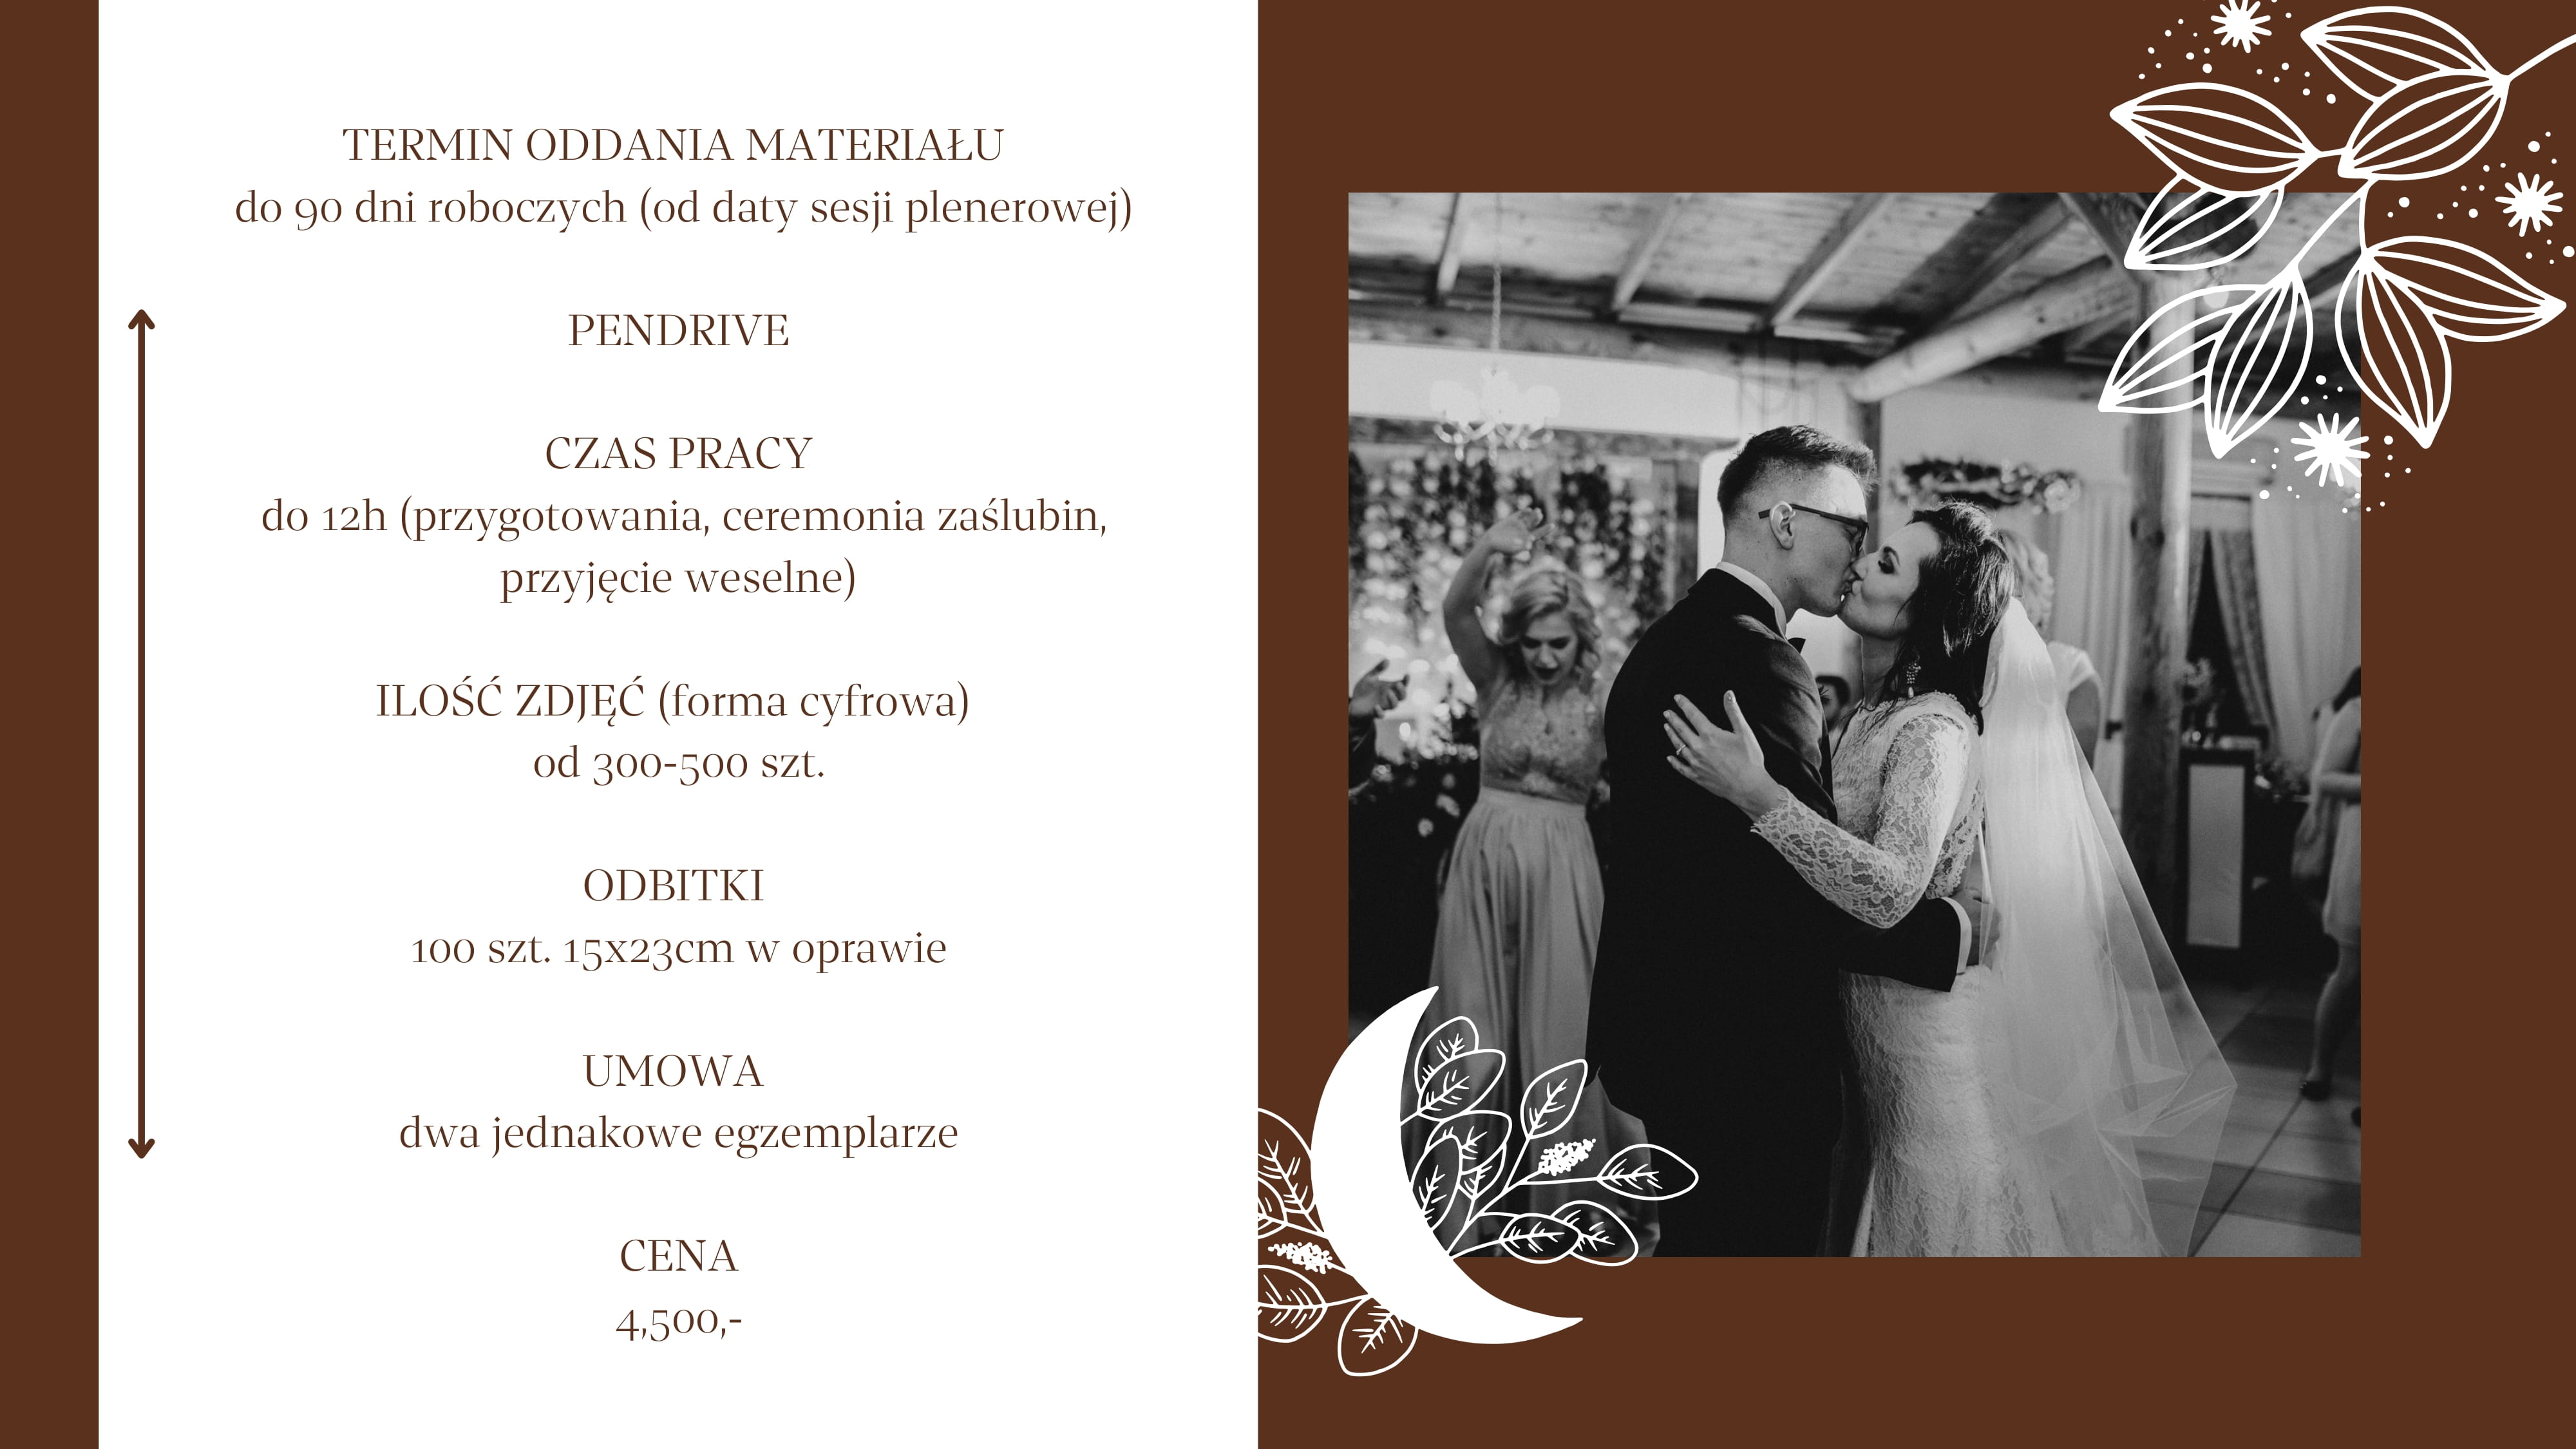 TERMIN ODDANIA MATERIAŁU
do 90 dni roboczych (od daty sesji plenerowej)
PENDRIVE
CZAS PRACY
do 12h (przygotowania, ceremonia zaślubin,
przyjęcie weselne)
ILOŚĆ ZDJĘĆ (forma cyfrowa)
od 300-500 szt.
ODBITKI
100 szt. 15x23cm w oprawie
UMOWA
dwa jednakowe egzemplarze
CENA
4,500,-